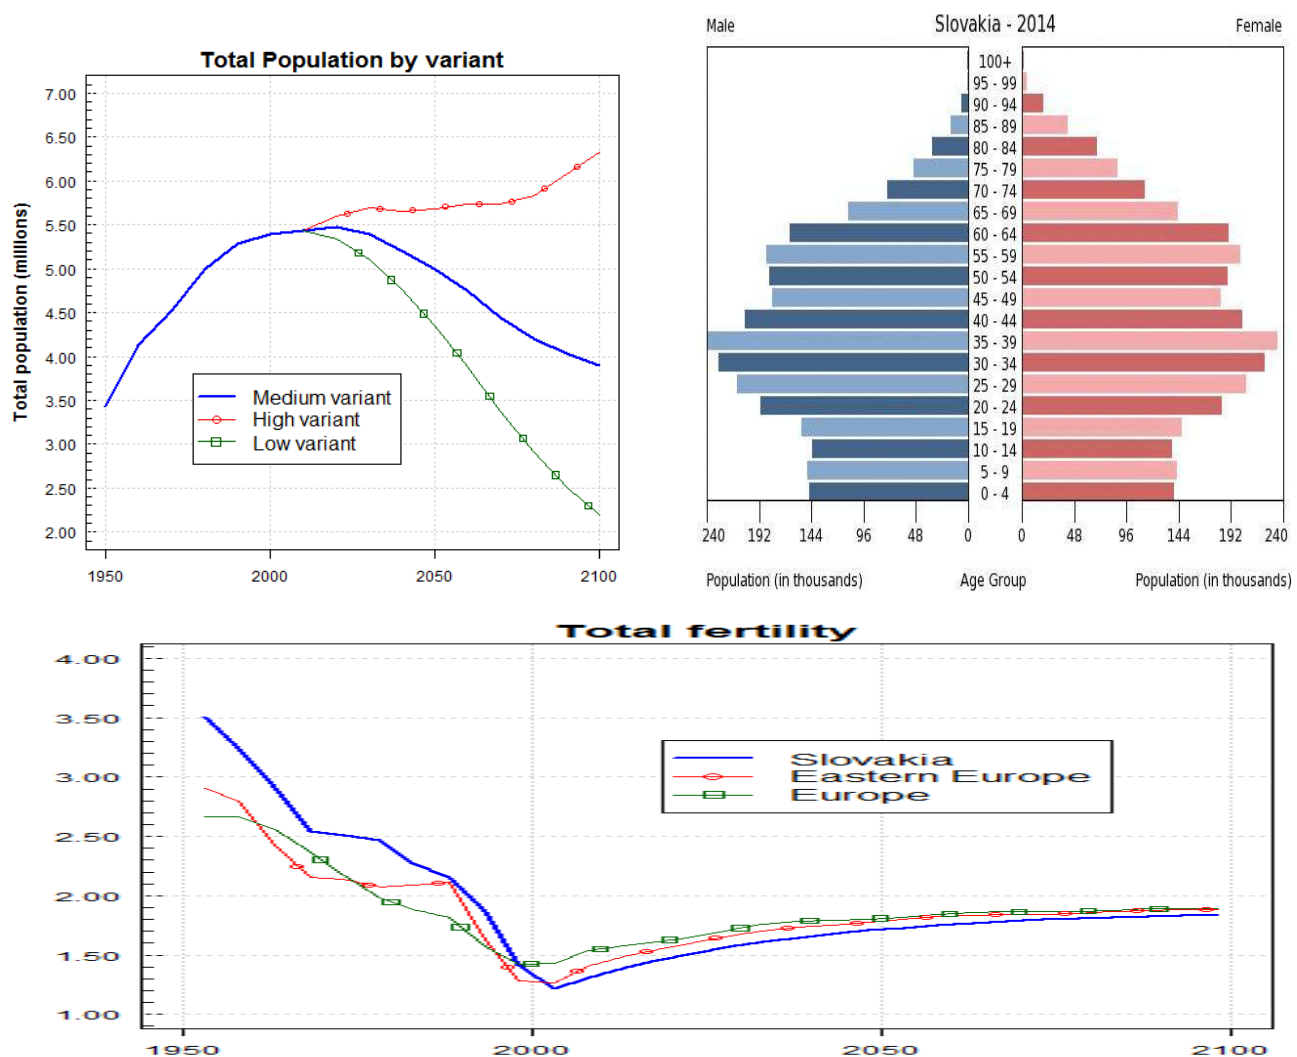 Total Population by variant
Total population (millions)
7.00
6.50
6.00
5.50
5.00
4.50
4.00
3.50
3.00
2.50
2.00
Medium variant
High variant
Low variant
1950 2000 2050 2100
Male Slovakia - 2014 Female
100+
95 - 99
90 - 94
85 - 89
80 - 84
75 - 79
70 - 74
65 - 69
60 - 64
55 - 59
50 - 54
45 - 49
40 - 44
35 - 39
30 - 34
25 - 29
20 - 24
15 - 19
10 - 14
5 - 9
0 - 4
240 192 144 96 48 0 0 48 96 144 192 240
Population (in thousands) Age Group Population (in thousands)
Total fertility
4.00
3.50
3.00
2.50
2.00
1.50
1.00
Slovakia
Eastern Europe
Europe
1950 2000 2050 2100